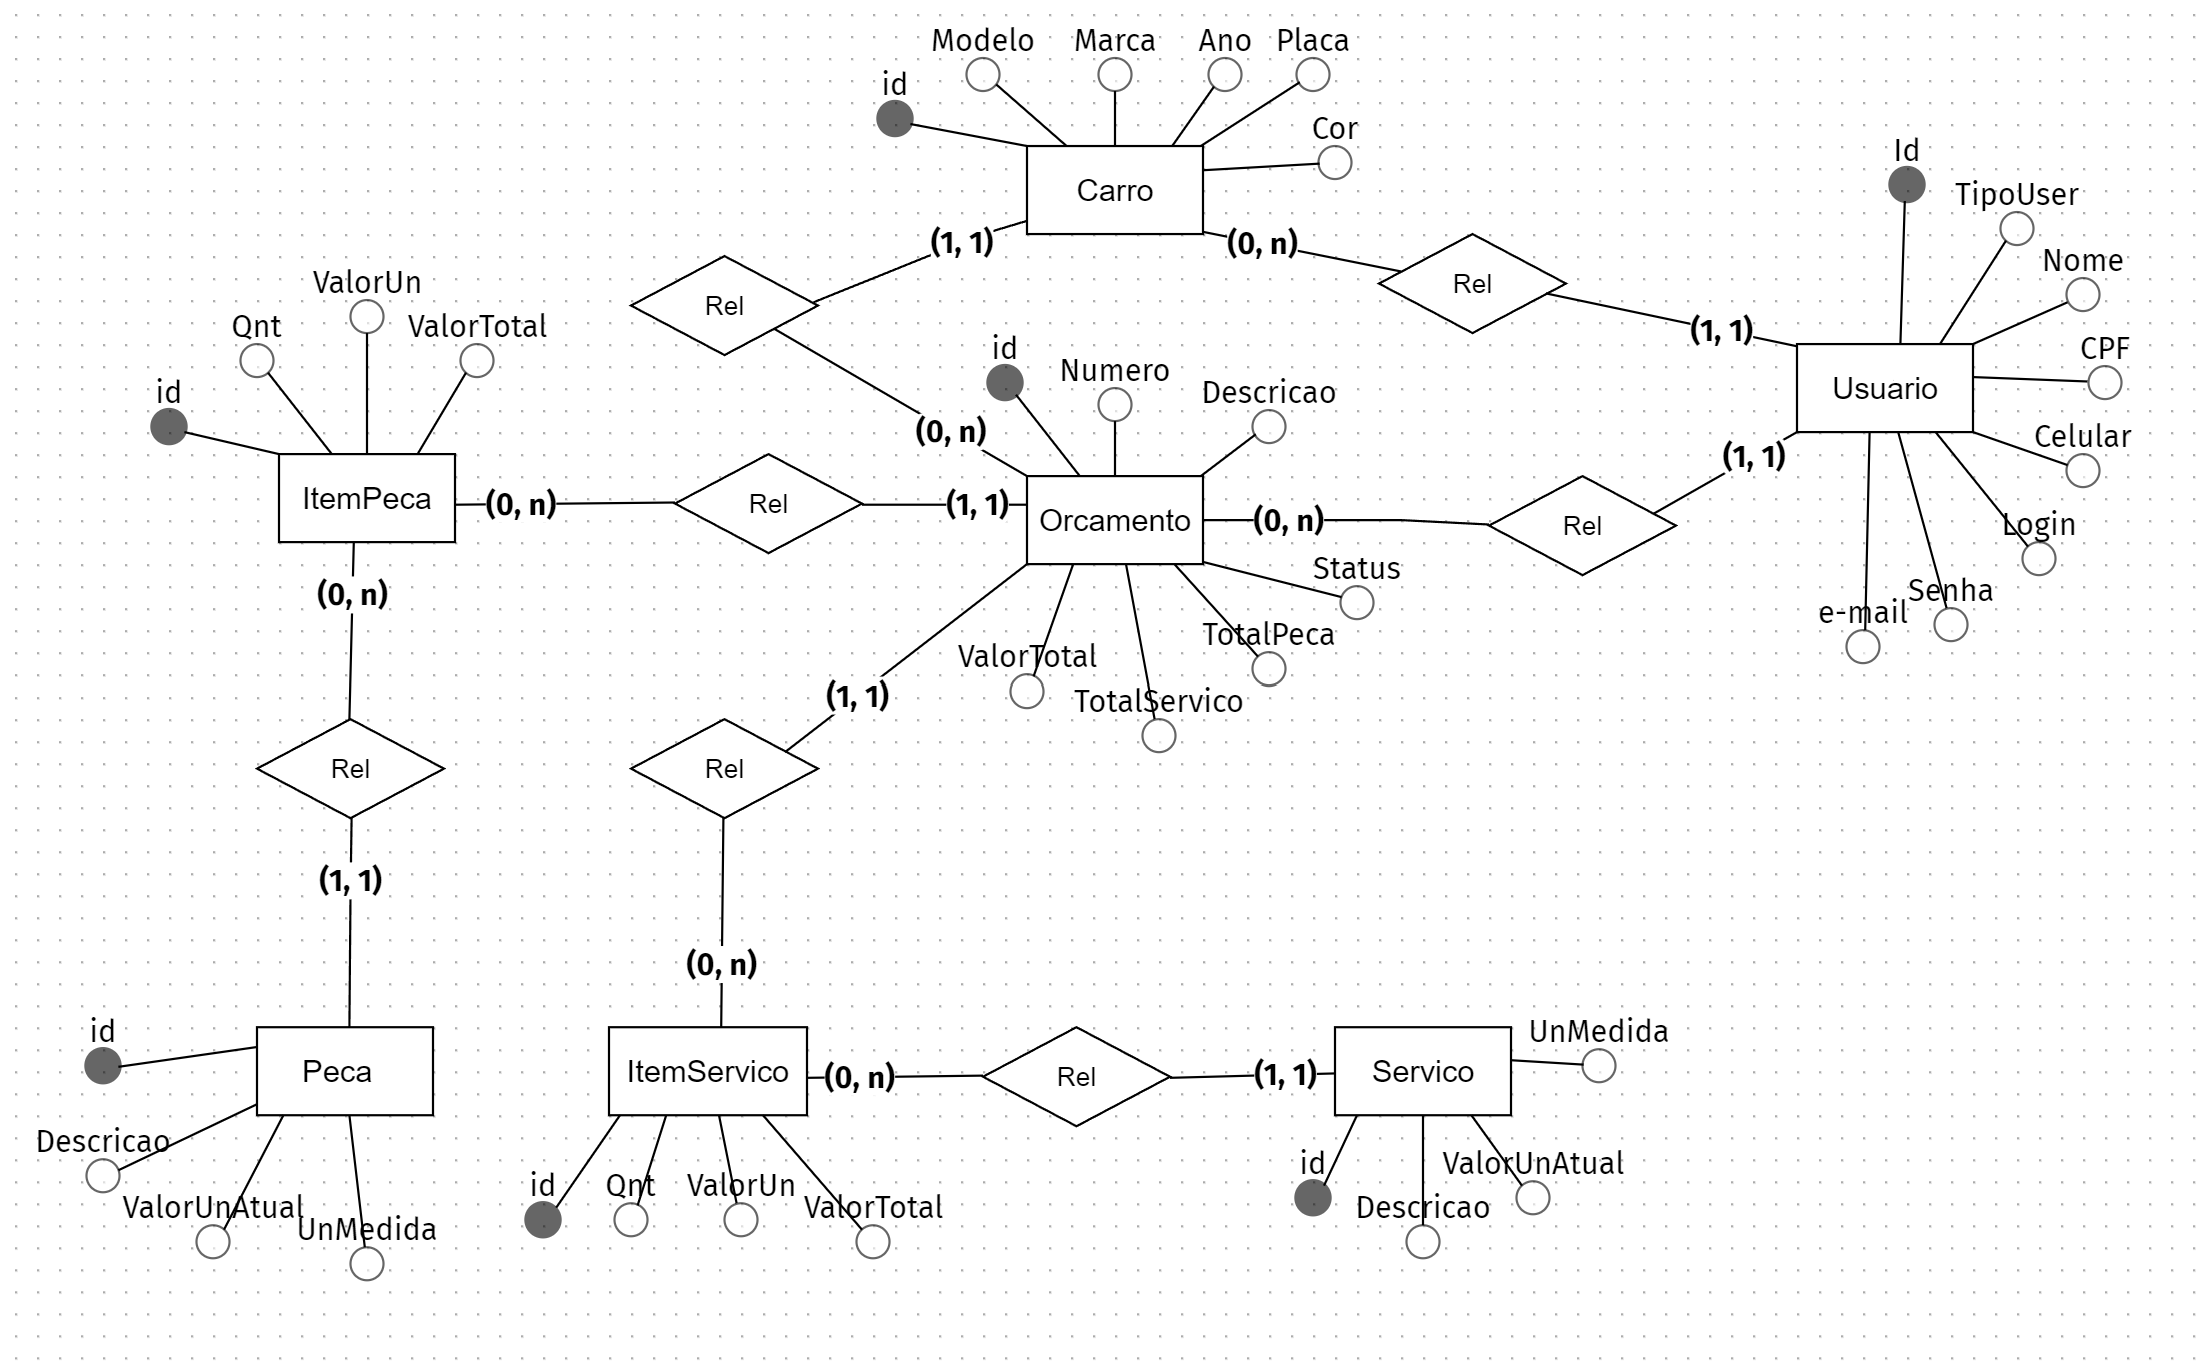 Modelo
Marca
Ano
Placa
id
Cor
Carro
Id
TipoUser
Nome
CPF
Celular
Login
Senha
e-mail
Usuario
(1, 1)
(0, n)
Rel
Rel
(1, 1)
(1, 1)
ValorUn
Qnt
ValorTotal
id
ItemPeca
(0, n)
Rel
(1, 1)
(0, n)
id
Numero
Descricao
Orcamento
(0, n)
Rel
Status
TotalPeca
ValorTotal
TotalServico
(0, n)
(1, 1)
Rel
Rel
(1, 1)
(0, n)
id
Peca
Descricao
ValorUnAtual
UnMedida
ItemServico
(0, n)
Rel
(1, 1)
Servico
UnMedida
id
Qnt
ValorUn
ValorTotal
id
Descricao
ValorUnAtual